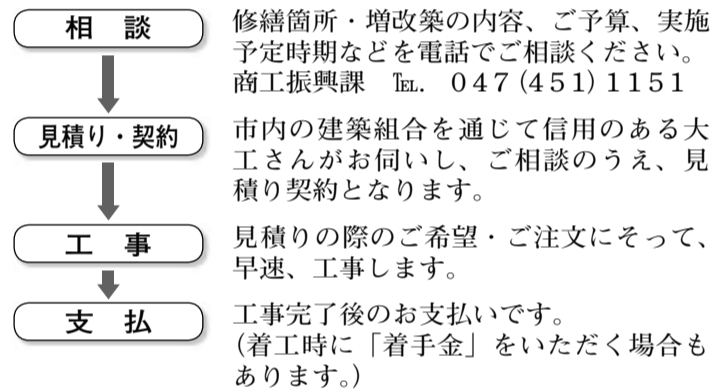 相　談
修繕箇所・増改築の内容、ご予算、実施
予定時期などを電話でご相談ください。
商工振興課　℡.　０４７(４５１)１１５１
見積り・契約
市内の建築組合を通じて信用のある大
工さんがお伺いし、ご相談のうえ、見
積り契約となります。
工　事
見積りの際のご希望・ご注文にそって、
早速、工事します。
支　払
工事完了後のお支払いです。
(着工時に「着手金」をいただく場合も
あります。)